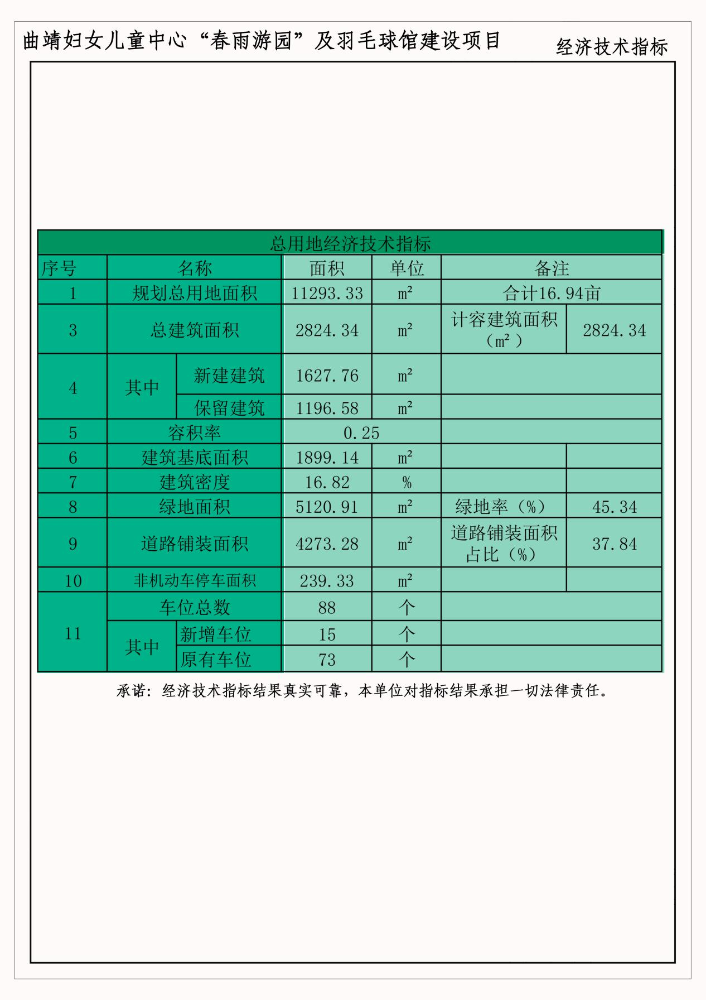 曲靖妇女儿童中心“春雨游园”及羽毛球馆建设项目
经济技术指标
总用地经济技术指标
序号 名称 面积 单位 备注
1 规划总用地面积 11293.33 m² 合计16.94亩
3 总建筑面积 2824.34 m² 计容建筑面积（m²） 2824.34
4 其中 新建建筑 1627.76 m²
保留建筑 1196.58 m²
5 容积率 0.25
6 建筑基底面积 1899.14 m²
7 建筑密度 16.82 %
8 绿地面积 5120.91 m² 绿地率（%） 45.34
9 道路铺装面积 4273.28 m² 道路铺装面积占比（%） 37.84
10 非机动车停车面积 239.33 m²
11 车位总数 88 个
其中 新增车位 15 个
原有车位 73 个
承诺：经济技术指标结果真实可靠，本单位对指标结果承担一切法律责任。